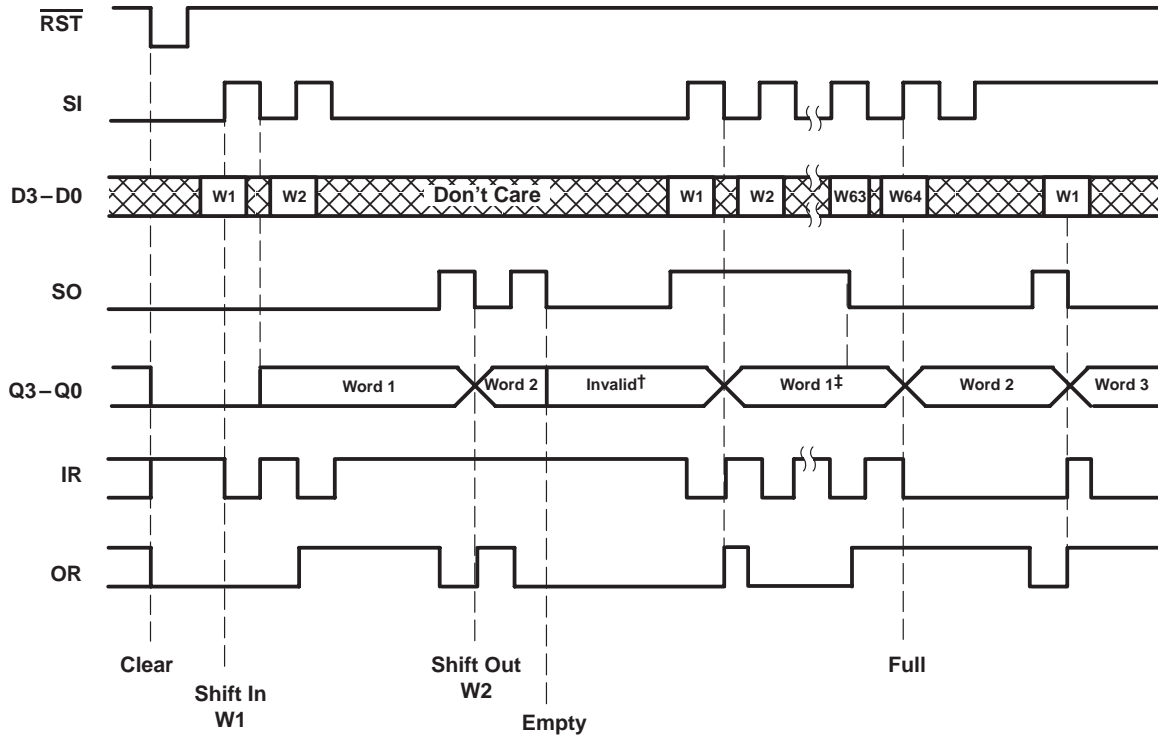 RST
SI
D3–D0 W1 W2 Don't Care W1 W2 W63 W64 W1
SO
Q3–Q0 Word 1 Word 2 Invalid† Word 1‡ Word 2 Word 3
IR
OR
Clear Shift Out W2 Full
Shift In W1
Empty